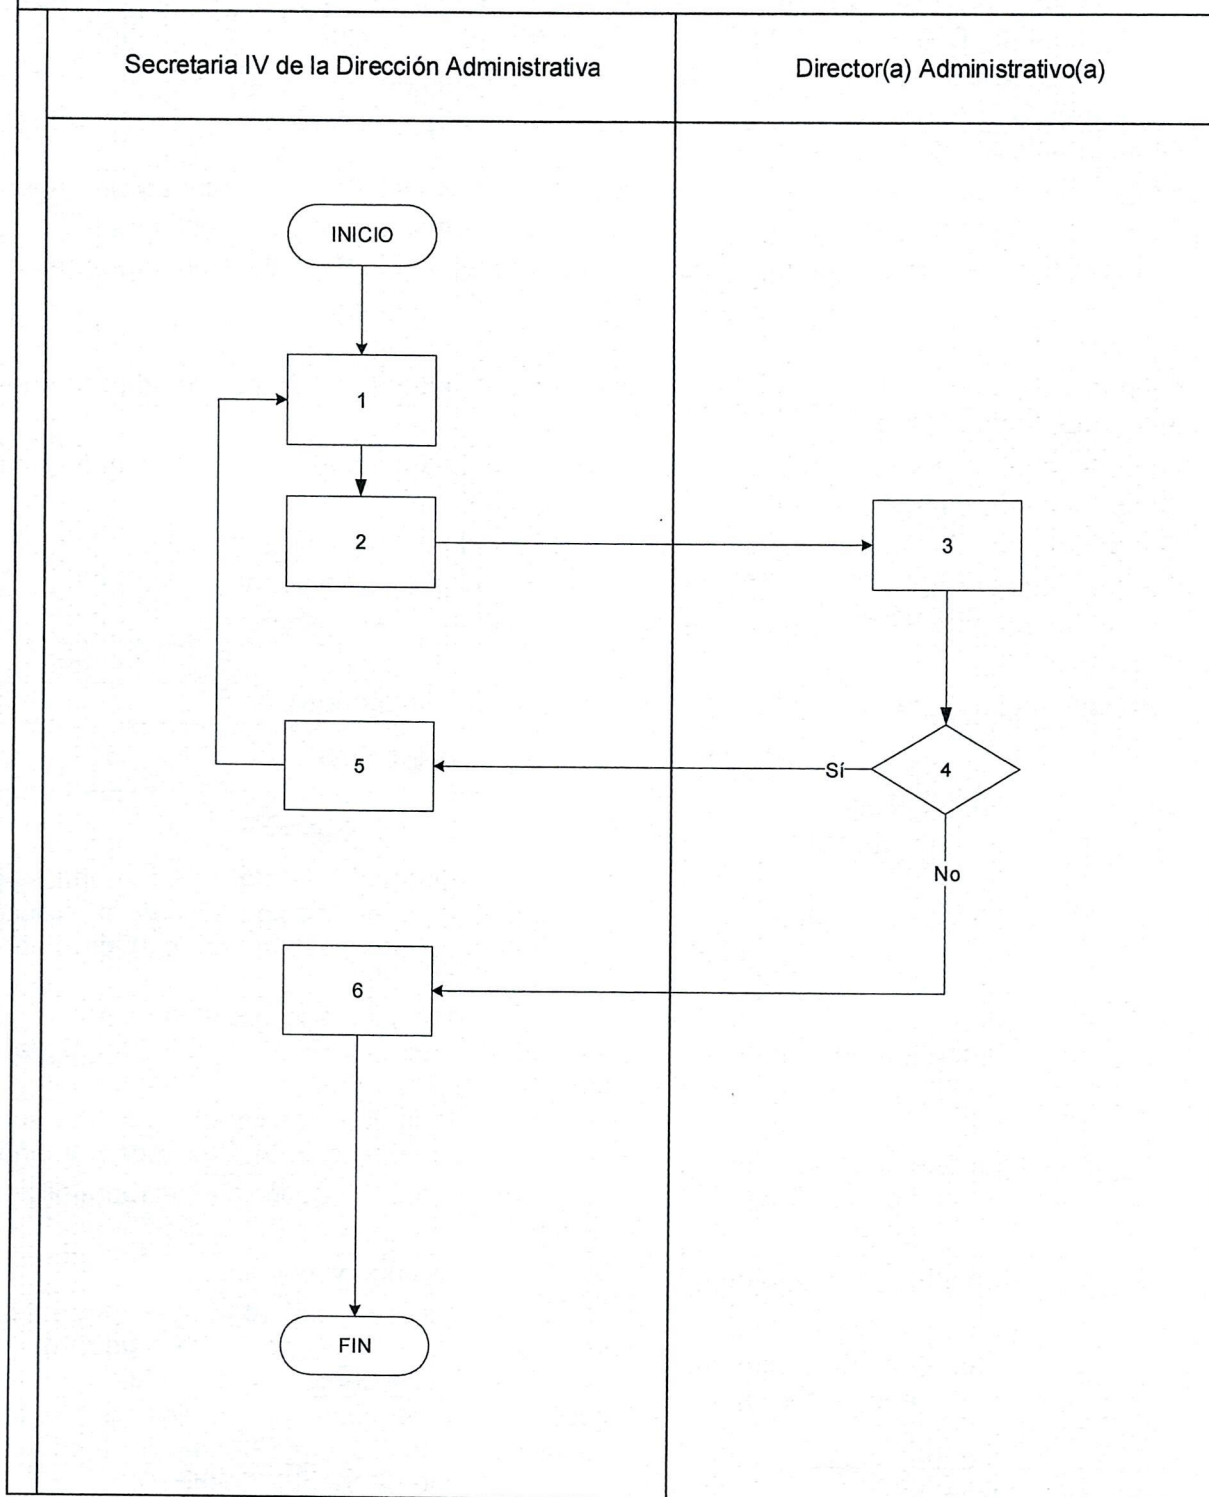 Secretaria IV de la Dirección Administrativa
Director(a) Administrativo(a)
INICIO
1
2
3
5
Sí
4
No
6
FIN